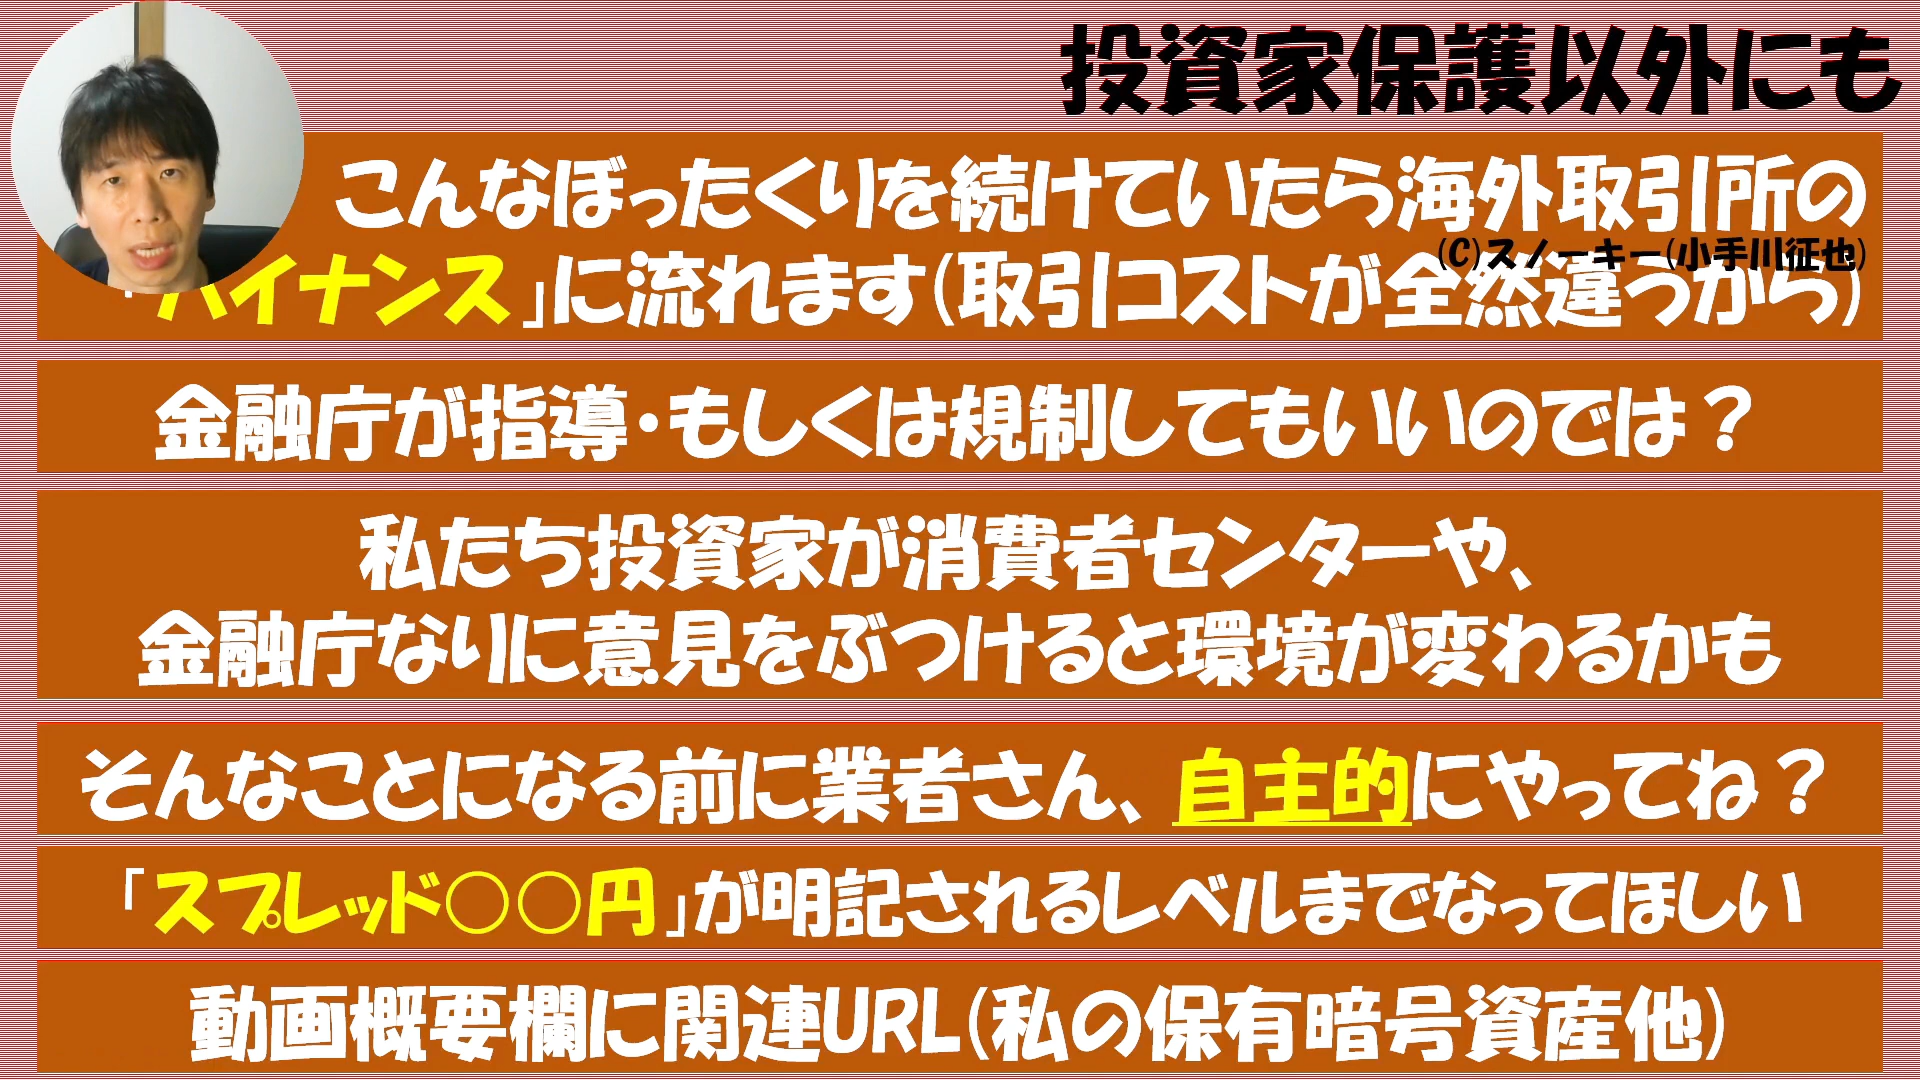 投資家保護以外にも
こんなぼったくりを続けていたら海外取引所の
(C)スノーキー(小手川征也)
「バイナンス」に流れます(取引コストが全然違うから)
金融庁が指導・もしくは規制してもいいのでは？
私たち投資家が消費者センターや、
金融庁なりに意見をぶつけると環境が変わるかも
そんなことになる前に業者さん、自主的にやってね？
「スプレッド○○円」が明記されるレベルまでなってほしい
動画概要欄に関連URL(私の保有暗号資産他)